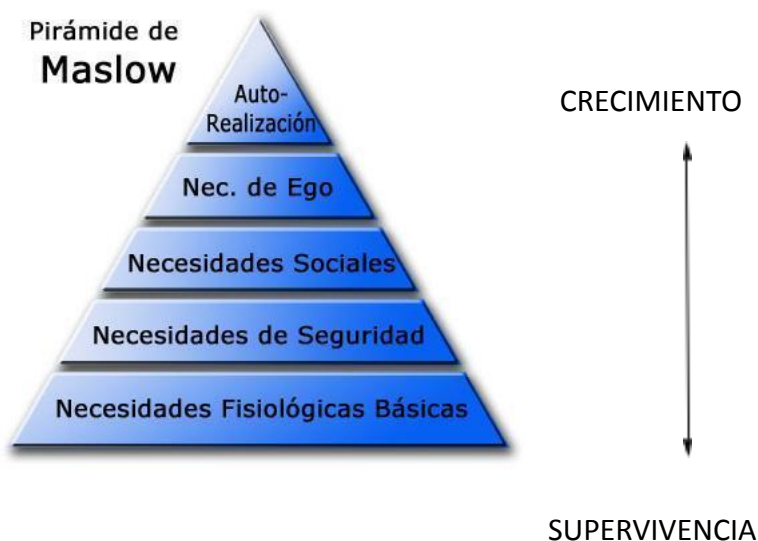 Pirámide de
Maslow
CRECIMIENTO
Auto-
Realización
Nec. de Ego
Necesidades Sociales
Necesidades de Seguridad
Necesidades Fisiológicas Básicas
SUPERVIVENCIA